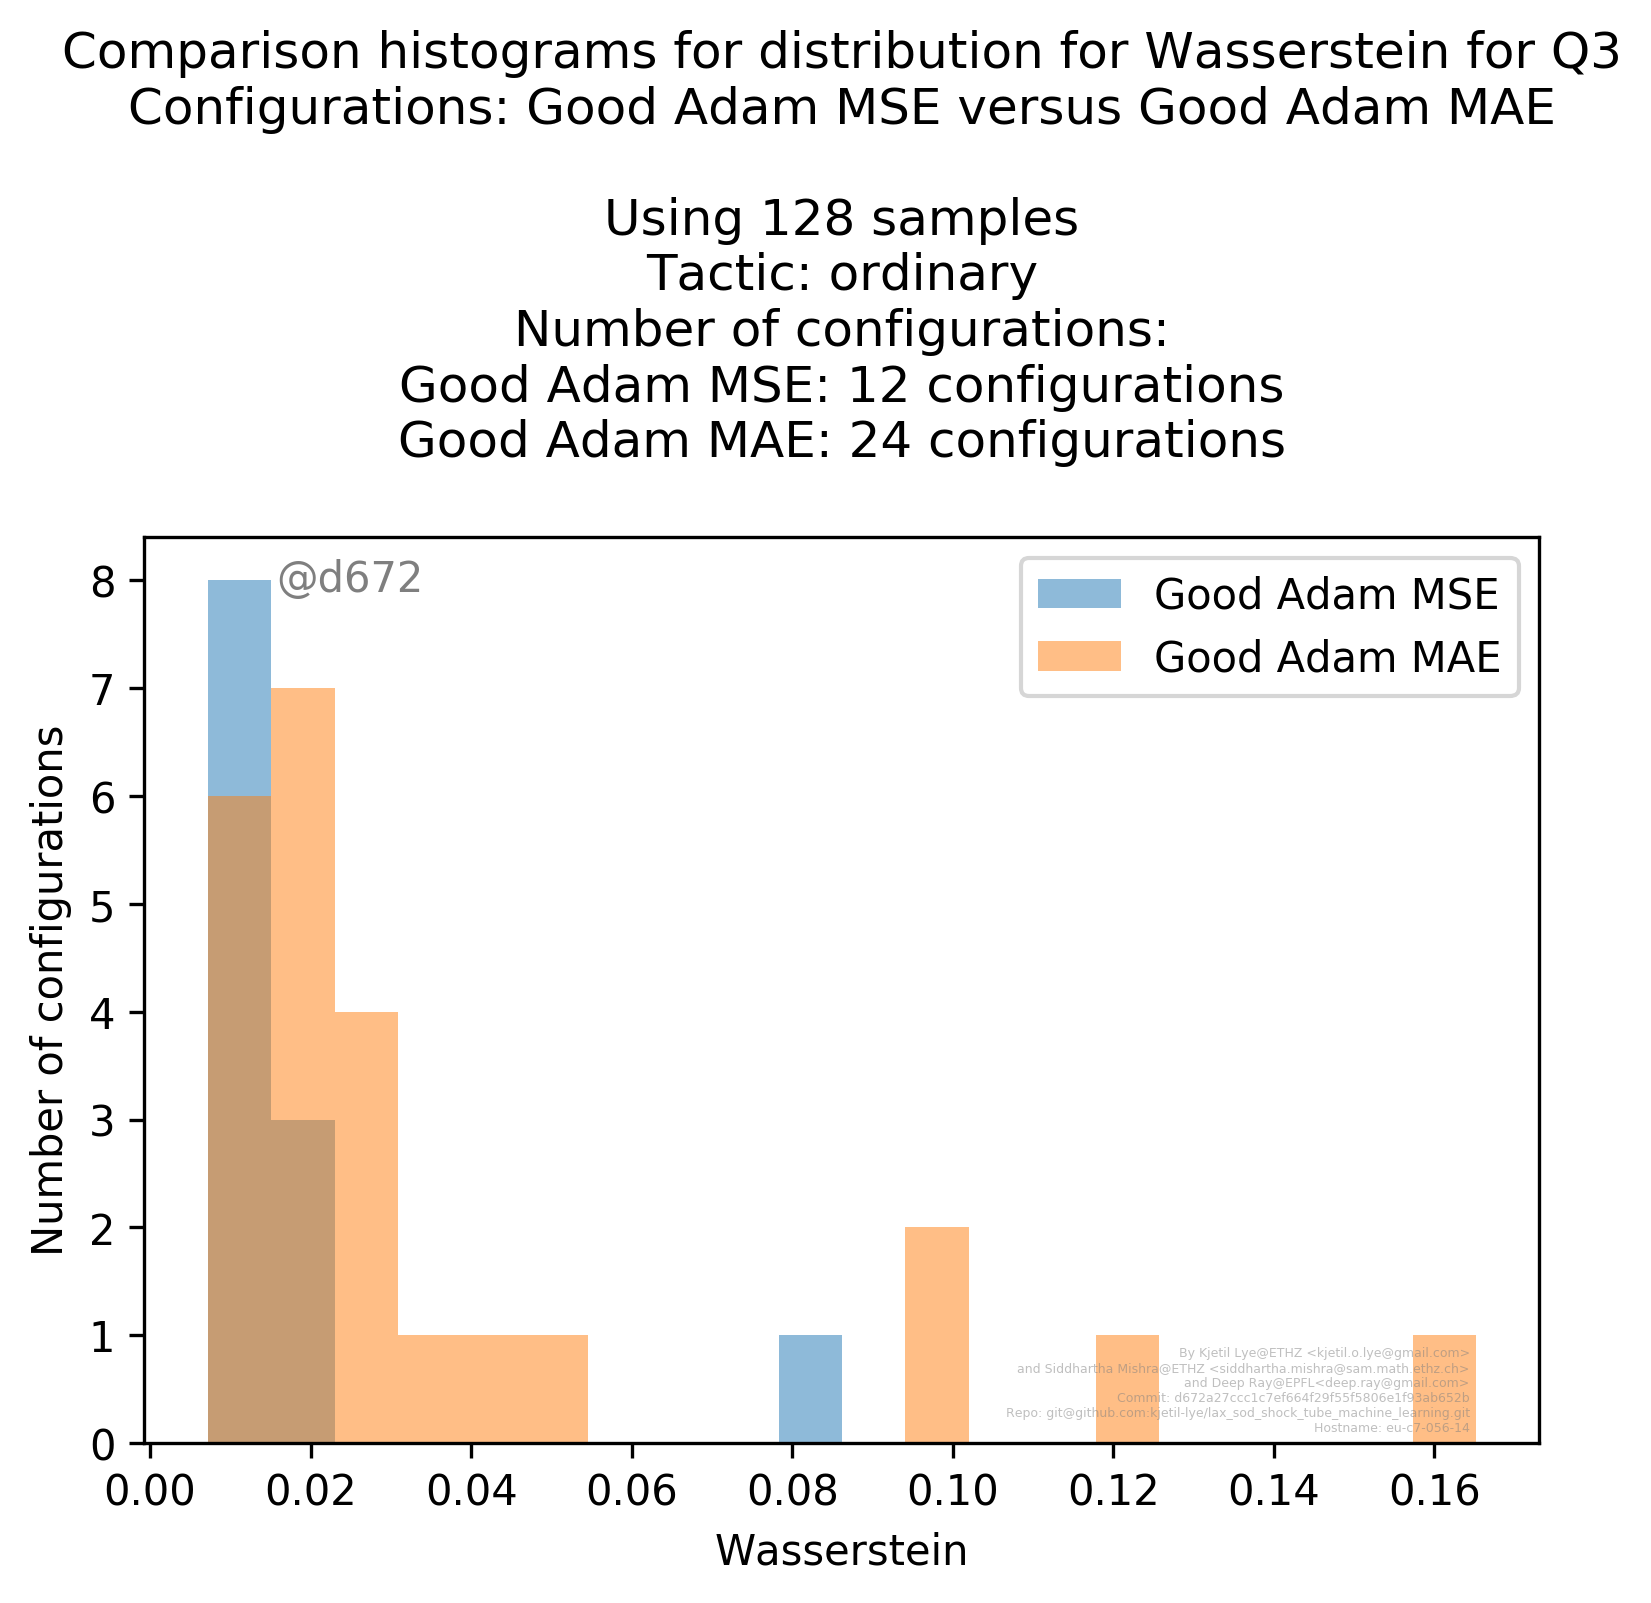 Comparison histograms for distribution for Wasserstein for Q3
Configurations: Good Adam MSE versus Good Adam MAE
Using 128 samples
Tactic: ordinary
Number of configurations:
Good Adam MSE: 12 configurations
Good Adam MAE: 24 configurations
@d672
Good Adam MSE
Good Adam MAE
Number of configurations
8
7
6
5
4
3
2
1
0
By Kjetil Lye@ETHZ <kjetil.o.lye@gmail.com>
and Siddhartha Mishra@ETHZ <siddhartha.mishra@sam.math.ethz.ch>
and Deep Ray@EPFL<deep.ray@gmail.com>
Commit: d672a27ccc1c7ef664f29f55f5806e1f93ab652b
Repo: git@github.com:kjetil-lye/lax_sod_shock_tube_machine_learning.git
Hostname: eu-c7-056-14
0.00 0.02 0.04 0.06 0.08 0.10 0.12 0.14 0.16
Wasserstein